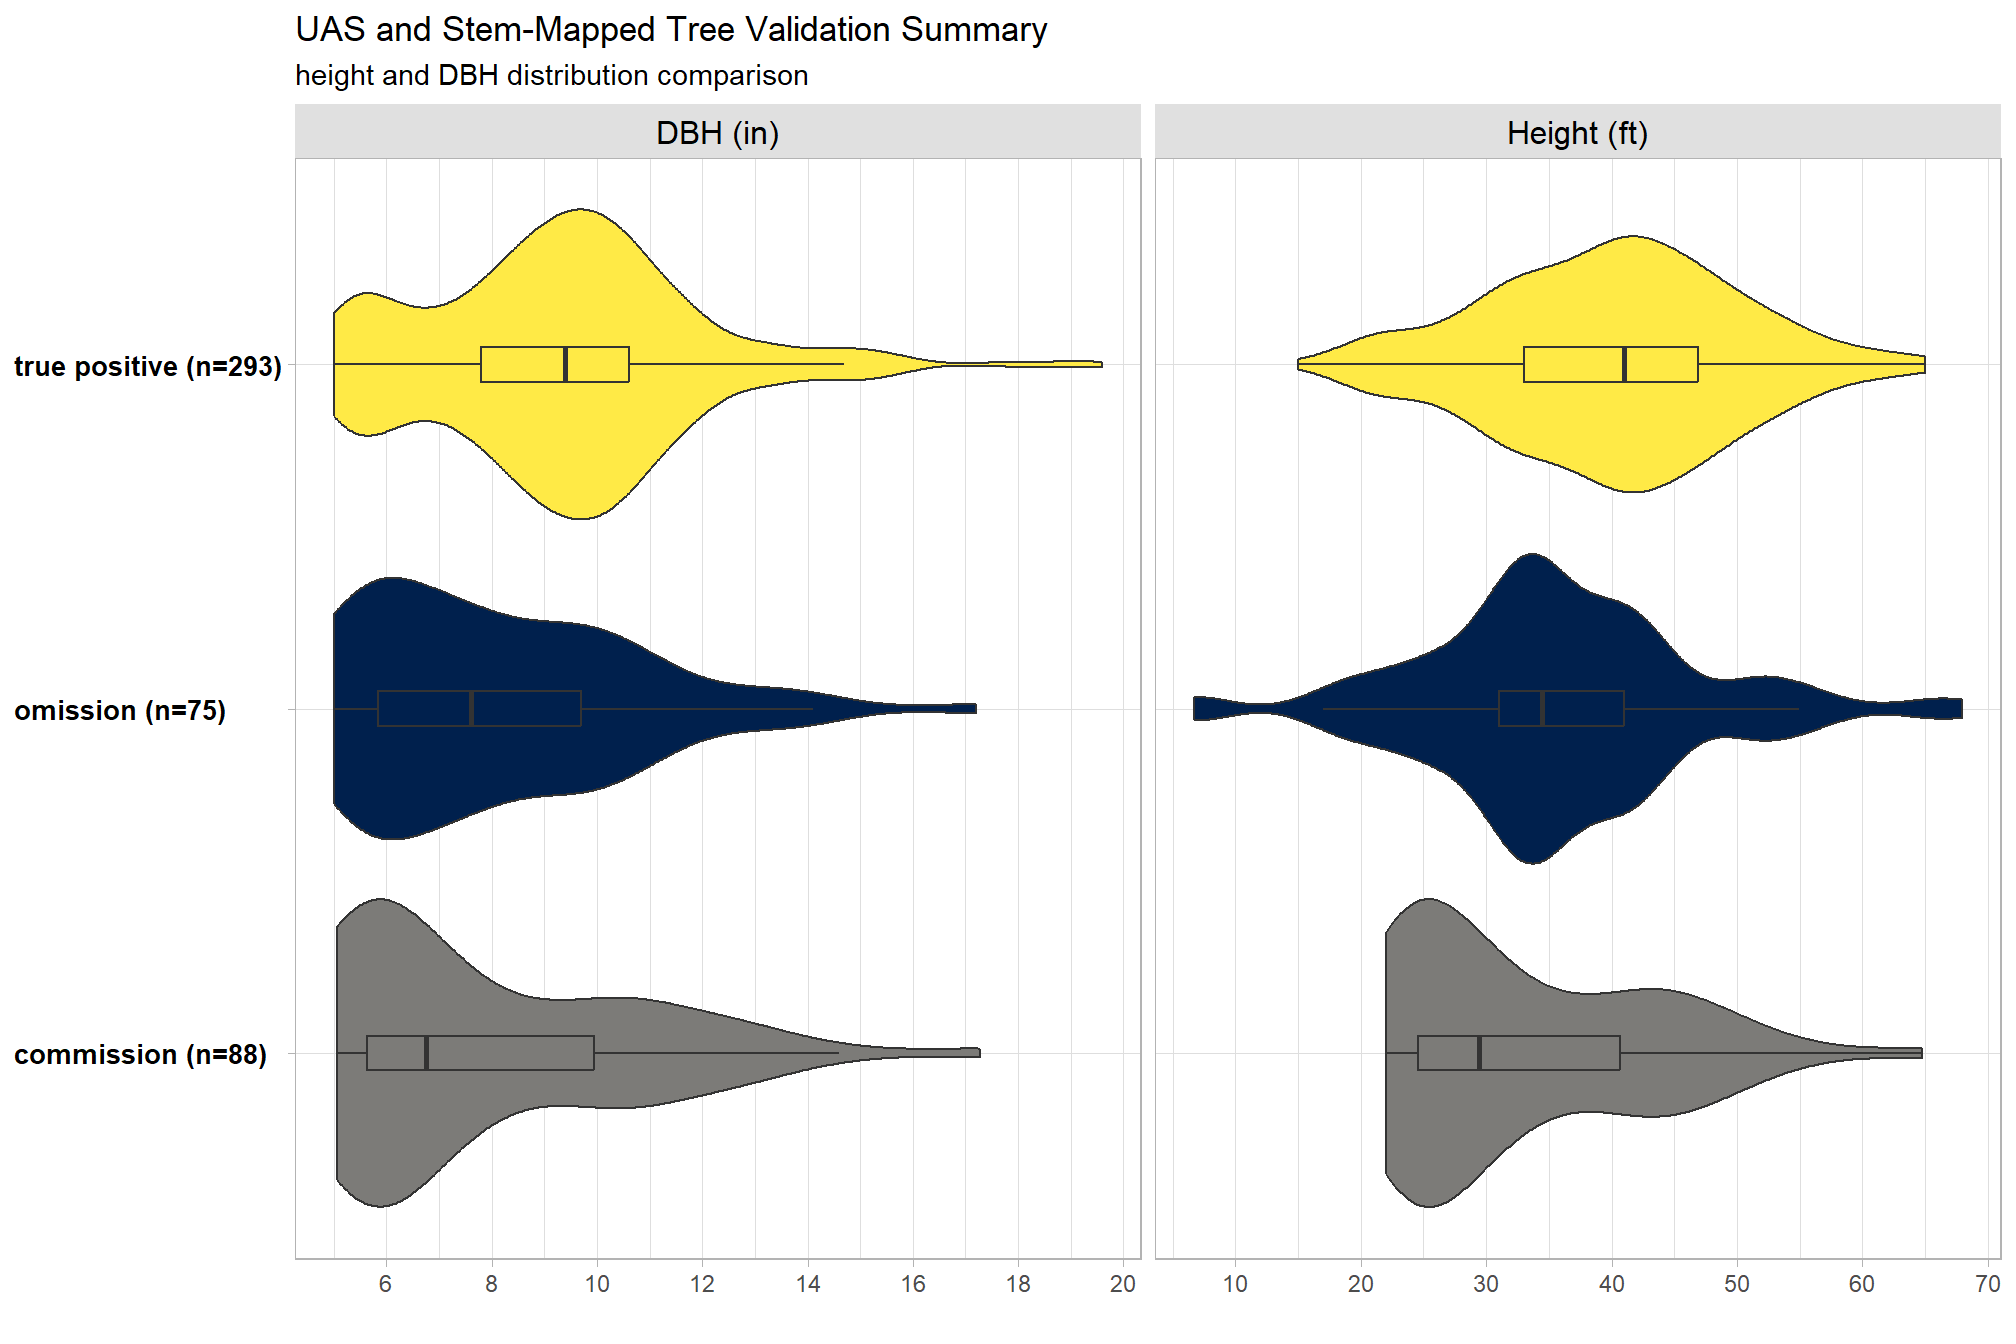 UAS and Stem-Mapped Tree Validation Summary
height and DBH distribution comparison
DBH (in)
Height (ft)
true positive (n=293)
omission (n=75)
commission (n=88)
6 8 10 12 14 16 18 20
10 20 30 40 50 60 70